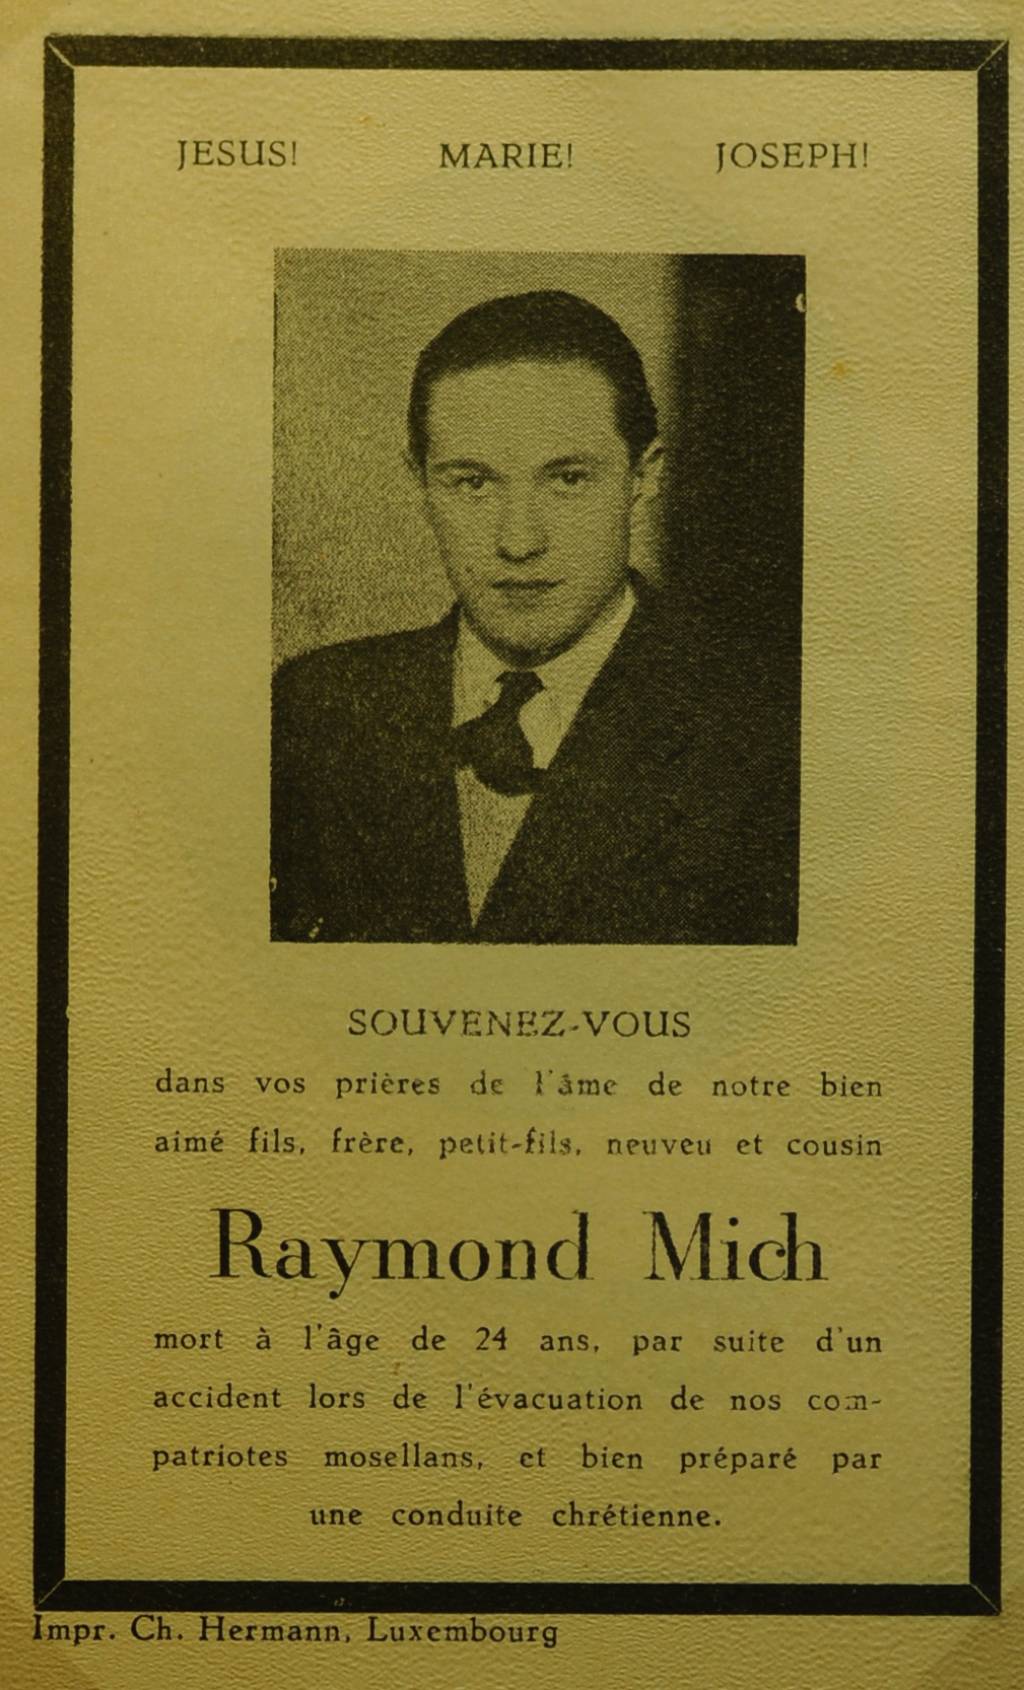 JESUS! MARIE! JOSEPH!
SOUVENEZ-VOUS
dans vos prières de l'âme de notre bien
aimé fils, frère, petit-fils, neuveu et cousin
Raymond Mich
mort à l'âge de 24 ans, par suite d'un
accident lors de l'évacuation de nos com-
patriotes mosellans, et bien préparé par
une conduite chrétienne.
Impr. Ch. Hermann, Luxembourg